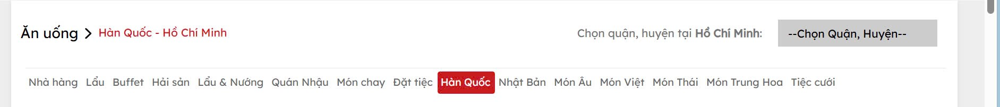 Ăn uống > Hàn Quốc - Hồ Chí Minh
Chọn quận, huyện tại Hồ Chí Minh: --Chọn Quận, Huyện--
Nhà hàng Lẩu Buffet Hải sản Lẩu & Nướng Quán Nhậu Món chay Đặt tiệc Hàn Quốc Nhật Bản Món Âu Món Việt Món Thái Món Trung Hoa Tiệc cưới